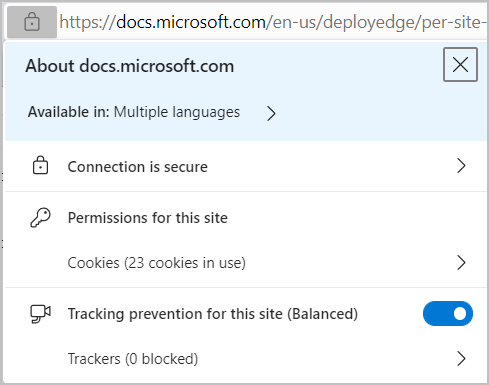 https://docs.microsoft.com/en-us/deployedge/per-site-
About docs.microsoft.com
Available in: Multiple languages
Connection is secure
Permissions for this site
Cookies (23 cookies in use)
Tracking prevention for this site (Balanced)
Trackers (0 blocked)